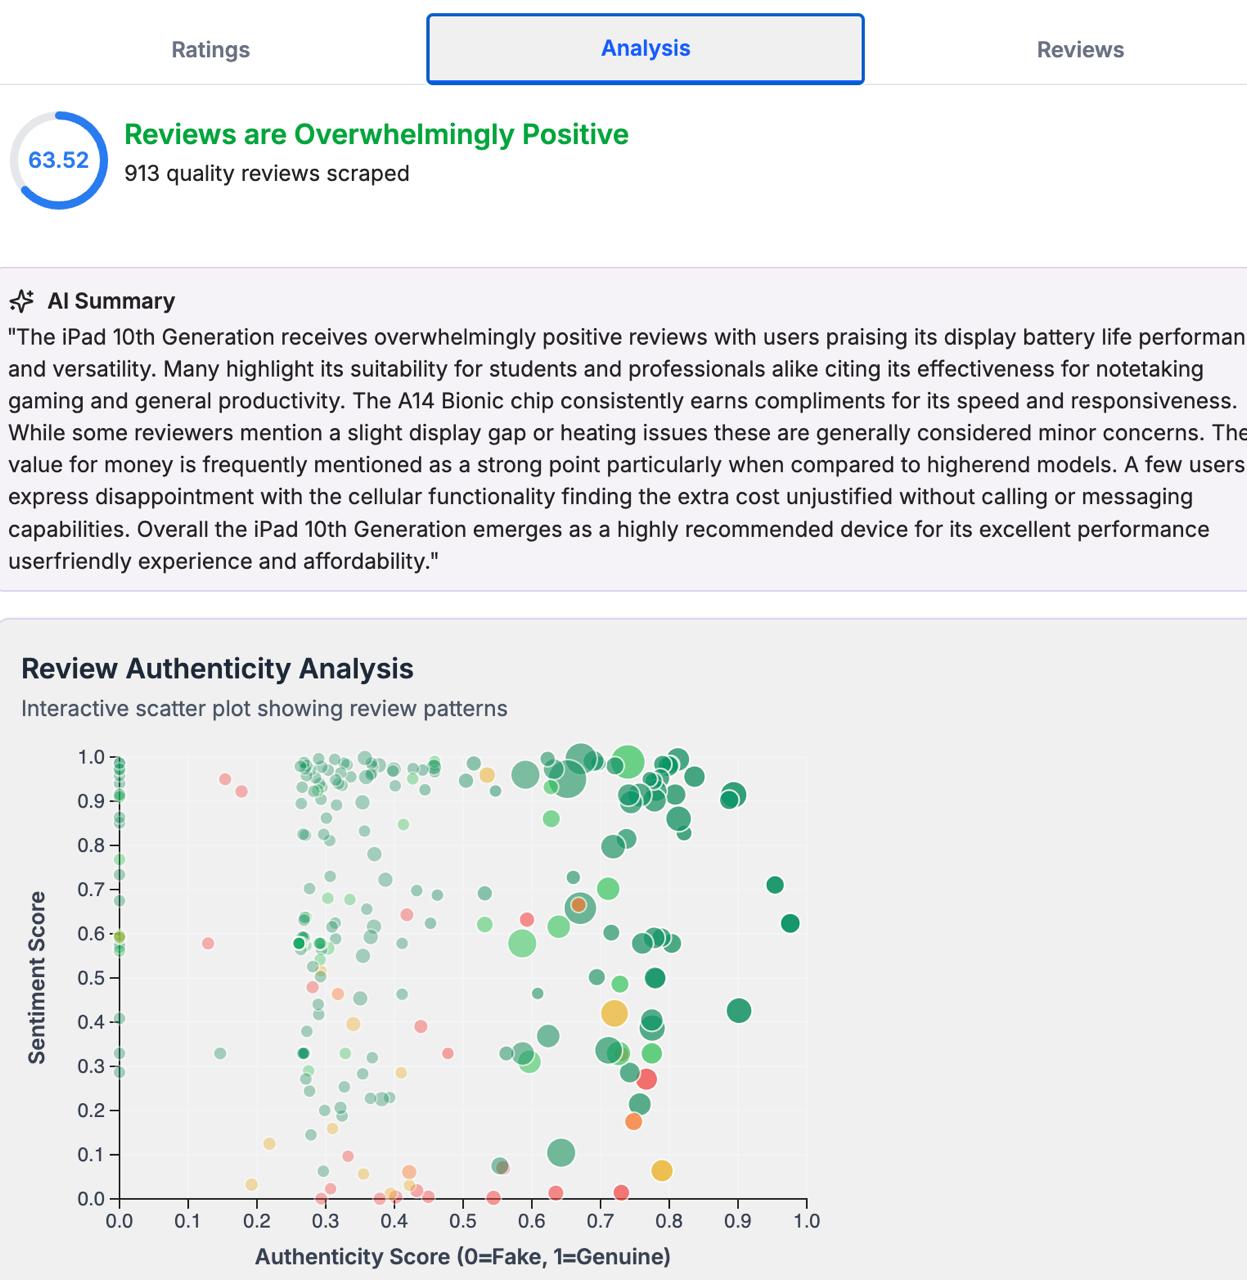 Ratings
Analysis
Reviews
63.52
Reviews are Overwhelmingly Positive
913 quality reviews scraped
AI Summary
"The iPad 10th Generation receives overwhelmingly positive reviews with users praising its display battery life performan
and versatility. Many highlight its suitability for students and professionals alike citing its effectiveness for notetaking
gaming and general productivity. The A14 Bionic chip consistently earns compliments for its speed and responsiveness.
While some reviewers mention a slight display gap or heating issues these are generally considered minor concerns. The
value for money is frequently mentioned as a strong point particularly when compared to higherend models. A few users
express disappointment with the cellular functionality finding the extra cost unjustified without calling or messaging
capabilities. Overall the iPad 10th Generation emerges as a highly recommended device for its excellent performance
userfriendly experience and affordability."
Review Authenticity Analysis
Interactive scatter plot showing review patterns
Sentiment Score
1.0
0.9
0.8
0.7
0.6
0.5
0.4
0.3
0.2
0.1
0.0
0.0 0.1 0.2 0.3 0.4 0.5 0.6 0.7 0.8 0.9 1.0
Authenticity Score (0=Fake, 1=Genuine)